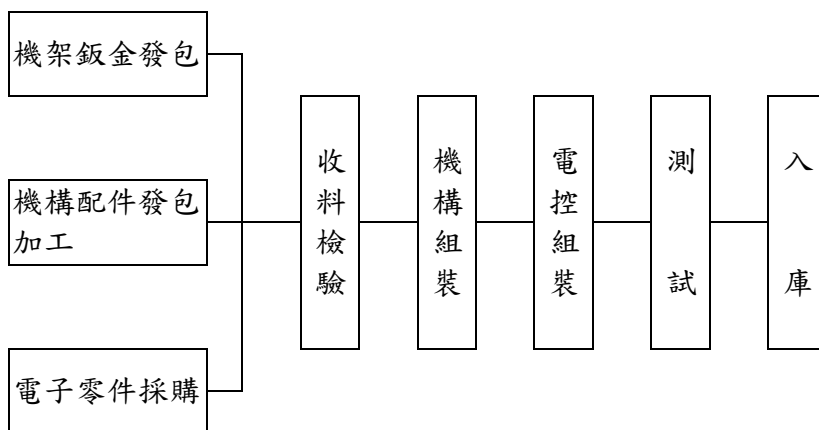 機架鈑金發包
機構配件發包
加工
電子零件採購
收料檢驗
機構組裝
電控組裝
測試
入庫